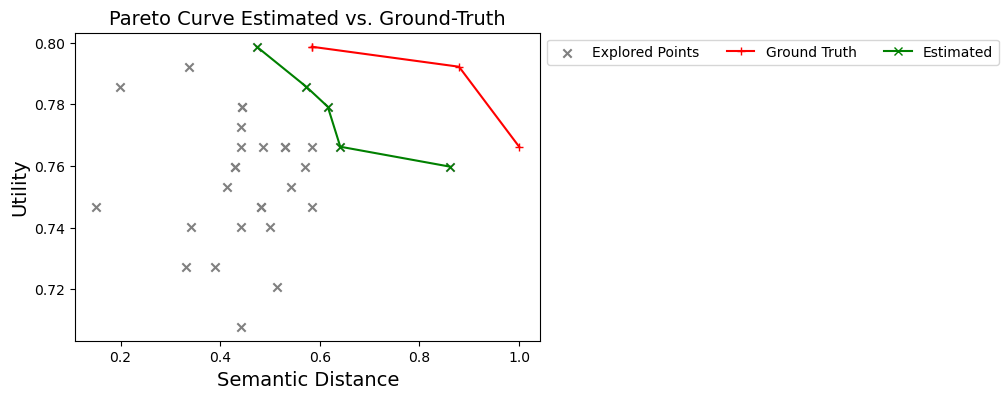 Pareto Curve Estimated vs. Ground-Truth
Explored Points
Ground Truth
Estimated
0.80
0.78
0.76
0.74
0.72
Utility
0.2
0.4
0.6
0.8
1.0
Semantic Distance